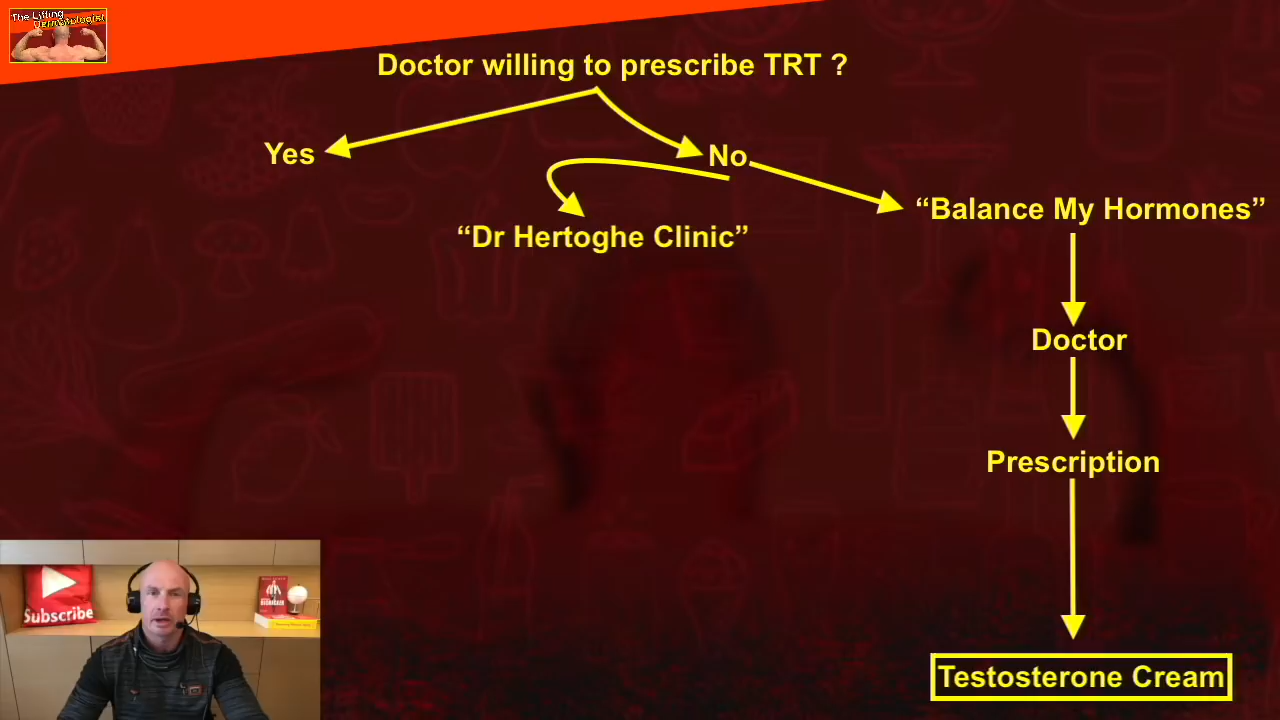 The Lifting
Dermatologist
Doctor willing to prescribe TRT ?
Yes
No
“Balance My Hormones”
“Dr Hertoghe Clinic”
Doctor
Prescription
Testosterone Cream
Subscribe